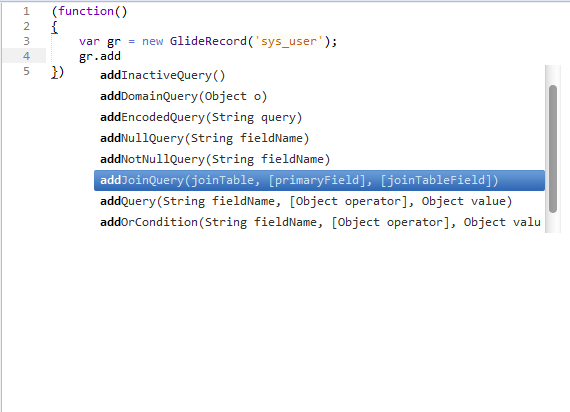 1 (function()
2 {
3 var gr = new GlideRecord('sys_user');
4 gr.add
5 })
addInactiveQuery()
addDomainQuery(Object o)
addEncodedQuery(String query)
addNullQuery(String fieldName)
addNotNullQuery(String fieldName)
addJoinQuery(joinTable, [primaryField], [joinTableField])
addQuery(String fieldName, [Object operator], Object value)
addOrCondition(String fieldName, [Object operator], Object valu